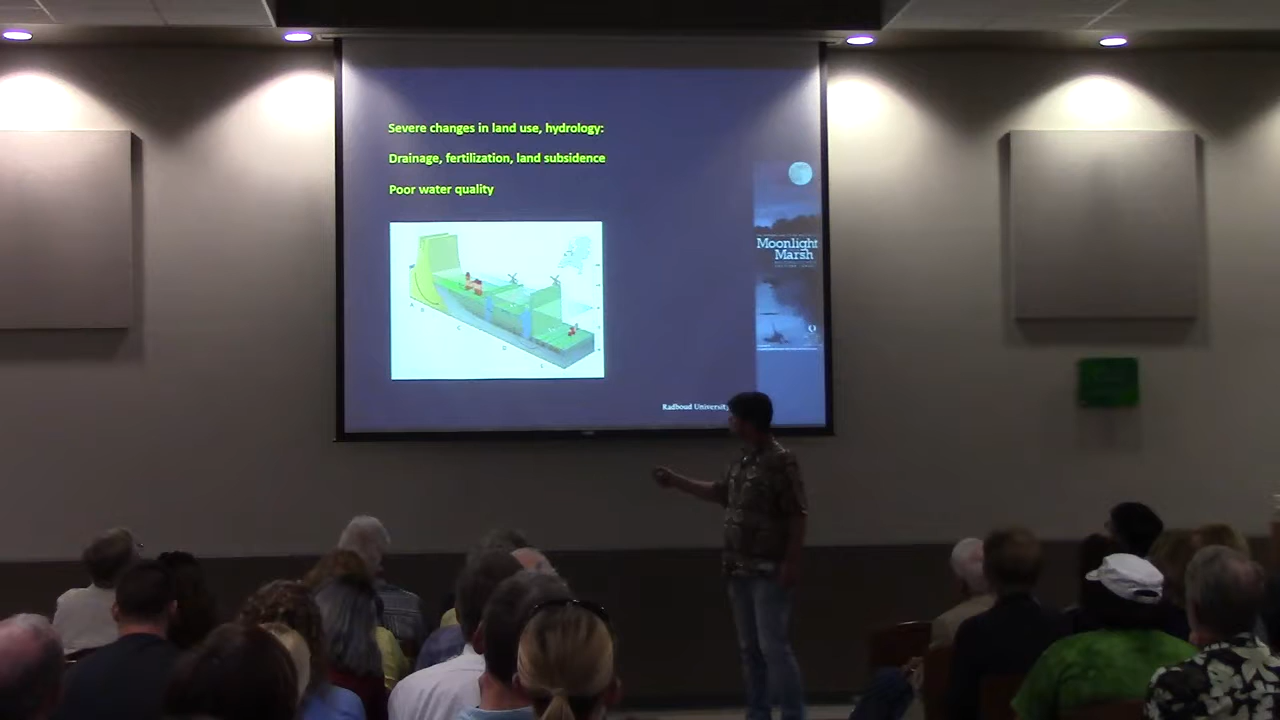 Severe changes in land use, hydrology:
Drainage, fertilization, land subsidence
Poor water quality
Moonlight
Marsh
Radboud University